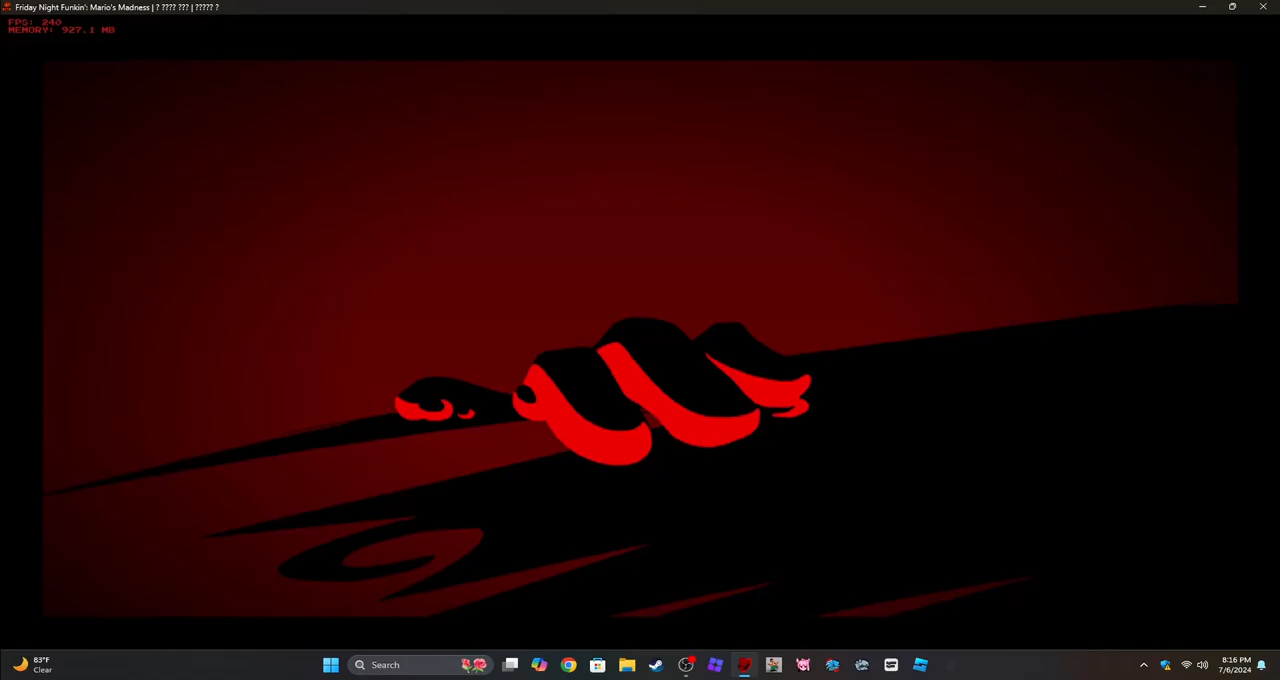 Friday Night Funkin': Mario's Madness | ? ???? ??? | ????? ?
FPS: 240
MEMORY: 927.1 MB
83°F
Clear
Search
8:16 PM
7/6/2024